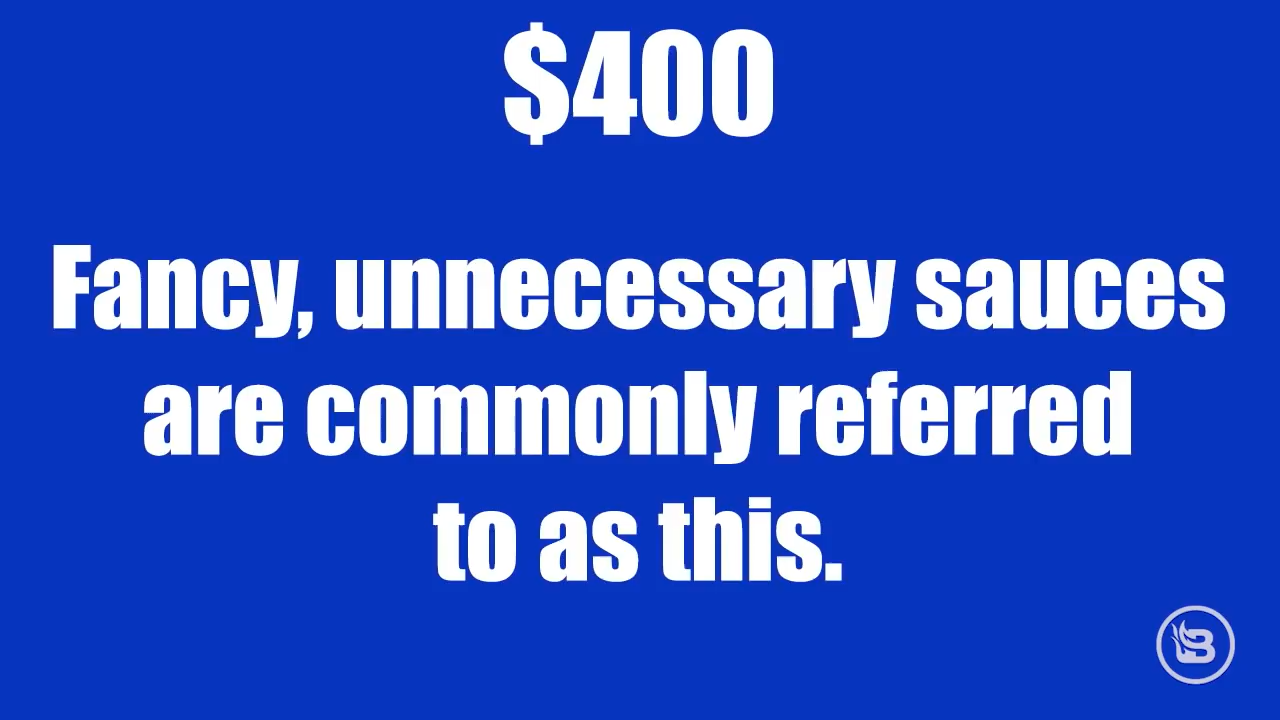 $400
Fancy, unnecessary sauces
are commonly referred
to as this.
B